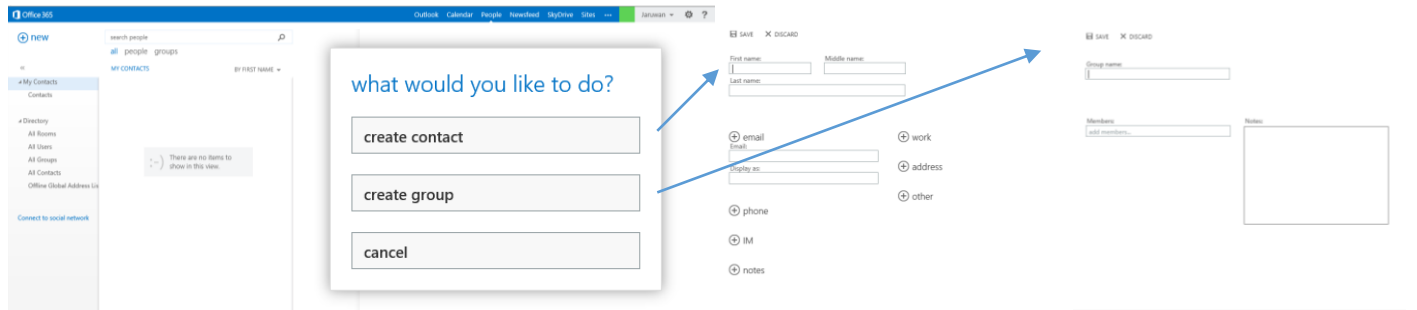 Office 365
Outlook Calendar People Newsfeed SkyDrive Sites ··· Jaruwan ?
new
search people
all people groups
MY CONTACTS BY FIRST NAME
«
My Contacts
Contacts
Directory
All Rooms
All Users
All Groups
All Contacts
Offline Global Address Lis
Connect to social network
:-) There are no items to
show in this view.
what would you like to do?
create contact
create group
cancel
SAVE DISCARD
First name: Middle name:
Last name:
email
Email:
Display as:
phone
IM
notes
work
address
other
SAVE DISCARD
Group name:
Members:
add members...
Notes: